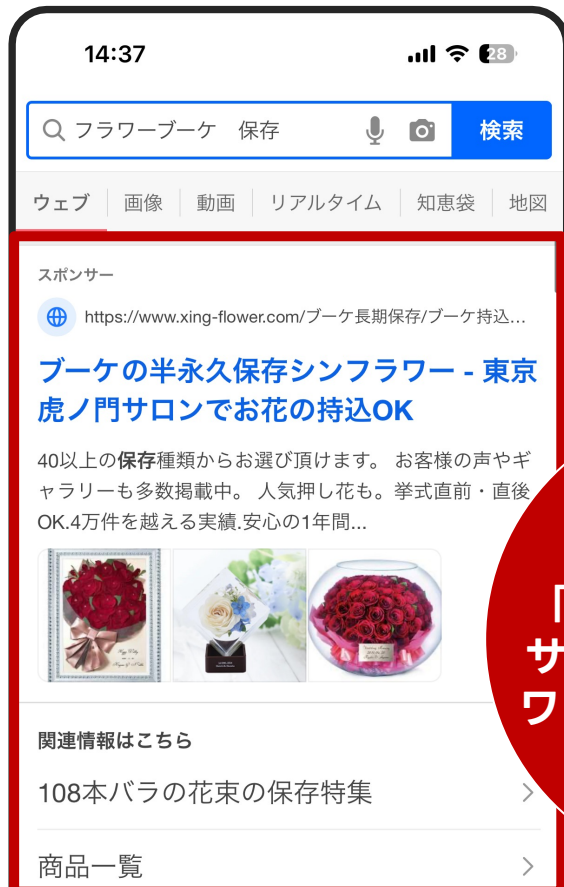 14:37
28
フラワーブーケ 保存
検索
ウェブ
画像
動画
リアルタイム
知恵袋
地図
スポンサー
https://www.xing-flower.com/ブーケ長期保存/ブーケ持込...
ブーケの半永久保存シンフラワー - 東京
虎ノ門サロンでお花の持込OK
40以上の保存種類からお選び頂けます。 お客様の声やギ
ャラリーも多数掲載中。 人気押し花も。挙式直前・直後
OK.4万件を越える実績.安心の1年間...
「
サ
ワ
関連情報はこちら
108本バラの花束の保存特集
商品一覧